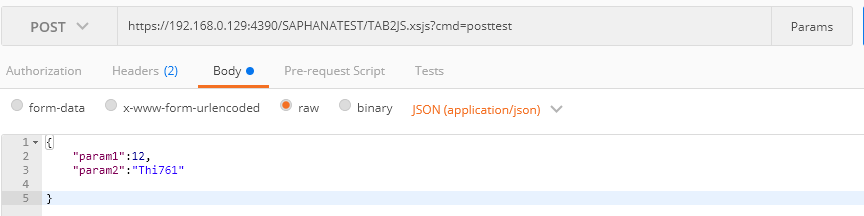 POST https://192.168.0.129:4390/SAPHANATEST/TAB2JS.xsjs?cmd=posttest Params
Authorization Headers (2) Body Pre-request Script Tests
form-data x-www-form-urlencoded raw binary JSON (application/json)
1 {
2 "param1":12,
3 "param2":"Thi761"
4
5 }